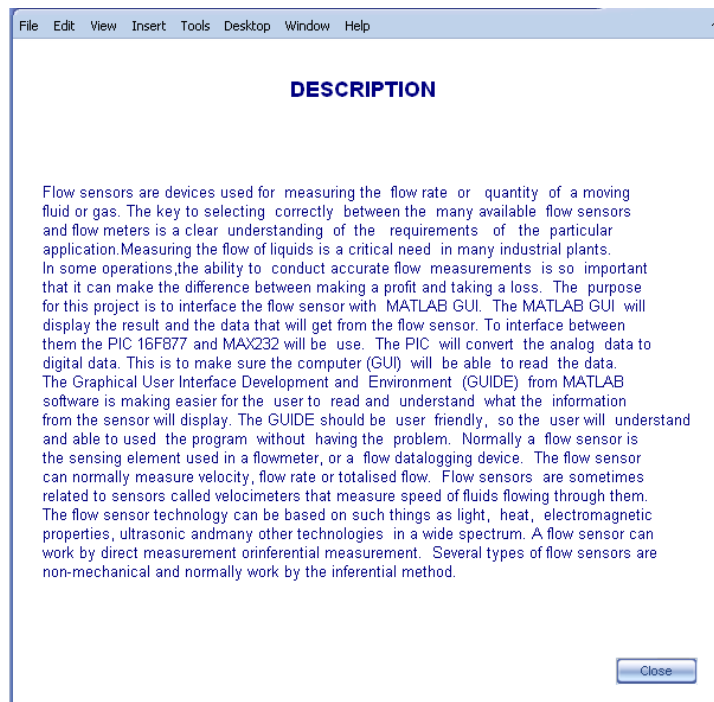 File Edit View Insert Tools Desktop Window Help
DESCRIPTION
Flow sensors are devices used for measuring the flow rate or quantity of a moving
fluid or gas. The key to selecting correctly between the many available flow sensors
and flow meters is a clear understanding of the requirements of the particular
application.Measuring the flow of liquids is a critical need in many industrial plants.
In some operations,the ability to conduct accurate flow measurements is so important
that it can make the difference between making a profit and taking a loss. The purpose
for this project is to interface the flow sensor with MATLAB GUI. The MATLAB GUI will
display the result and the data that will get from the flow sensor. To interface between
them the PIC 16F877 and MAX232 will be use. The PIC will convert the analog data to
digital data. This is to make sure the computer (GUI) will be able to read the data.
The Graphical User Interface Development and Environment (GUIDE) from MATLAB
software is making easier for the user to read and understand what the information
from the sensor will display. The GUIDE should be user friendly, so the user will understand
and able to used the program without having the problem. Normally a flow sensor is
the sensing element used in a flowmeter, or a flow datalogging device. The flow sensor
can normally measure velocity, flow rate or totalised flow. Flow sensors are sometimes
related to sensors called velocimeters that measure speed of fluids flowing through them.
The flow sensor technology can be based on such things as light, heat, electromagnetic
properties, ultrasonic andmany other technologies in a wide spectrum. A flow sensor can
work by direct measurement orinferential measurement. Several types of flow sensors are
non-mechanical and normally work by the inferential method.
Close